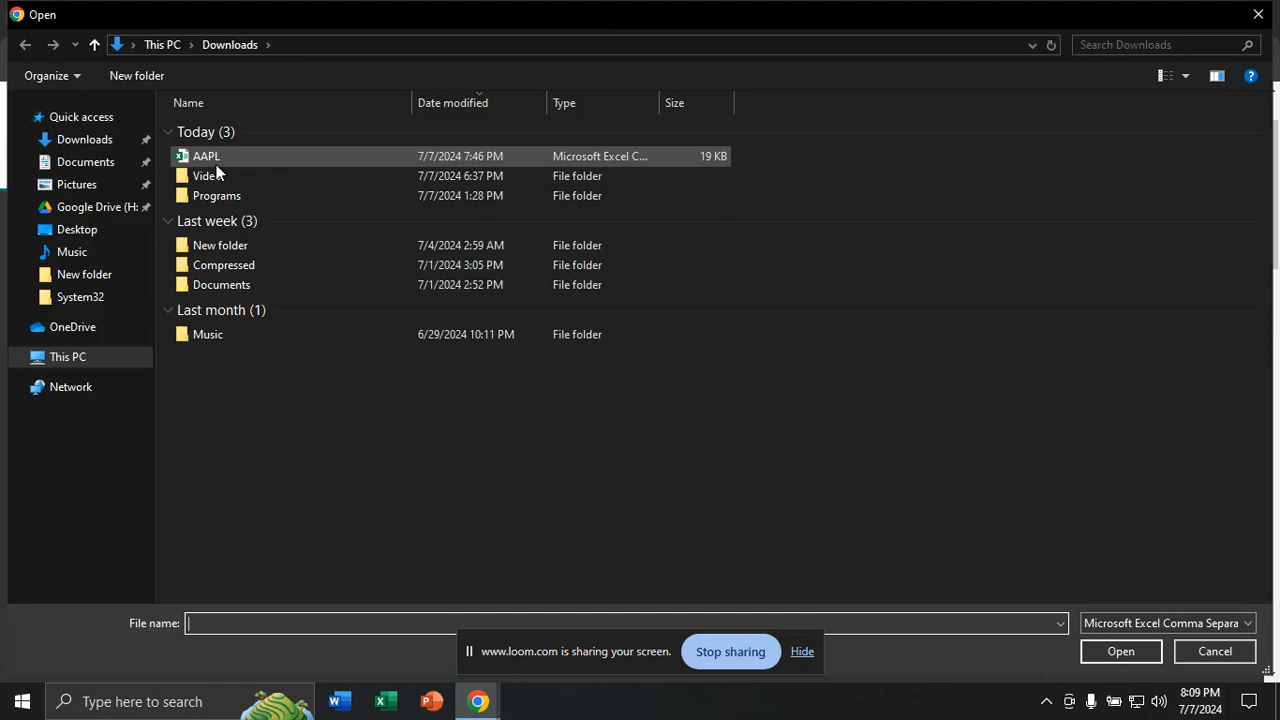 Open
This PC > Downloads >
Search Downloads
Organize
New folder
Name Date modified Type Size
Quick access
Downloads
Documents
Pictures
Google Drive (H:
Desktop
Music
New folder
System32
OneDrive
This PC
Network
Today (3)
AAPL 7/7/2024 7:46 PM Microsoft Excel C... 19 KB
Video 7/7/2024 6:37 PM File folder
Programs 7/7/2024 1:28 PM File folder
Last week (3)
New folder 7/4/2024 2:59 AM File folder
Compressed 7/1/2024 3:05 PM File folder
Documents 7/1/2024 2:52 PM File folder
Last month (1)
Music 6/29/2024 10:11 PM File folder
File name:
Microsoft Excel Comma Separa
www.loom.com is sharing your screen.
Stop sharing
Hide
Open
Cancel
Type here to search
8:09 PM
7/7/2024